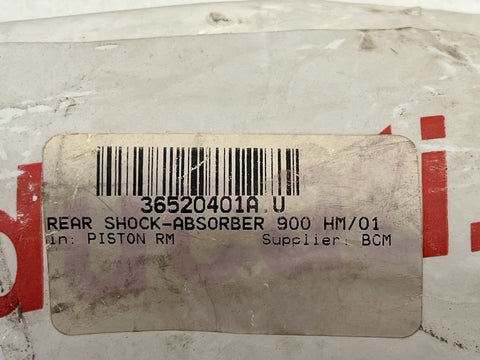 36520401A.U
REAR SHOCK-ABSORBER 900 HM/01
in: PISTON RM Supplier: BCM